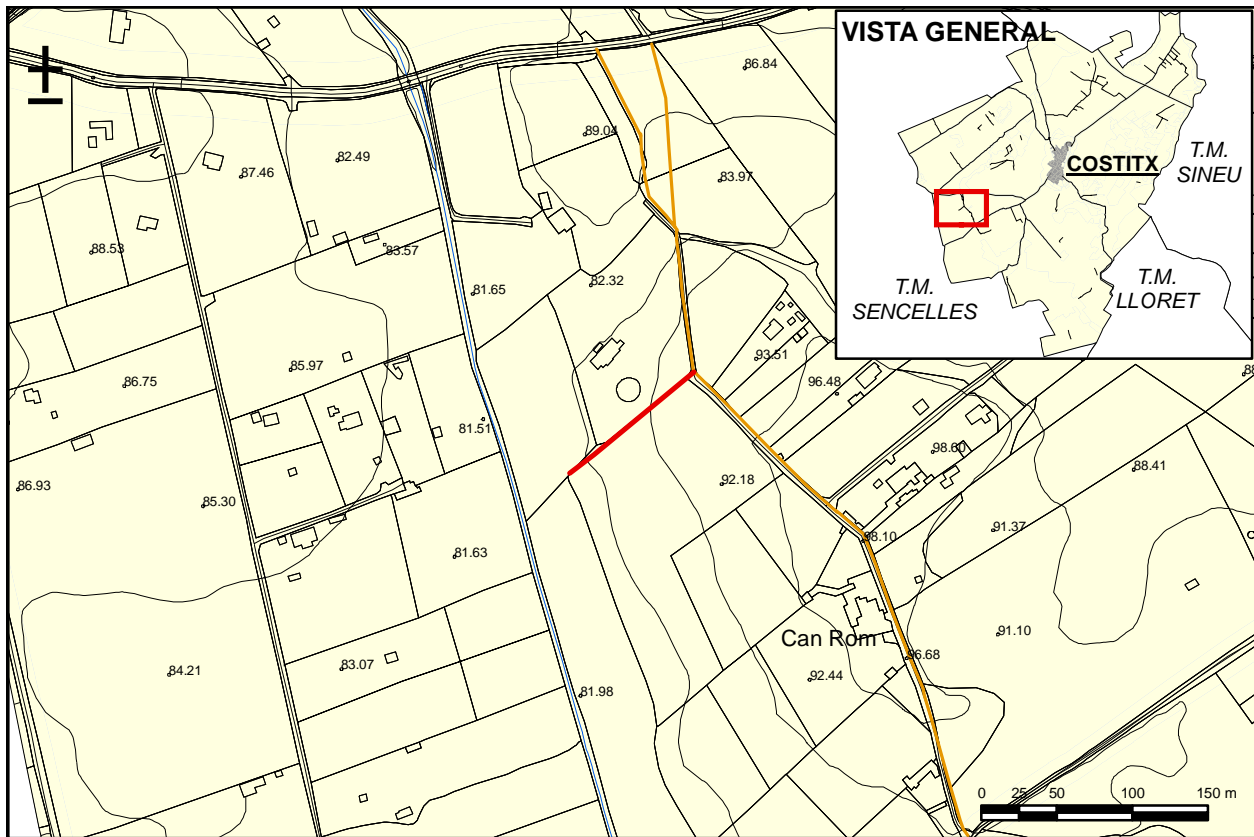 VISTA GENERAL
COSTITX
T.M.
SINEU
T.M.
LLORET
T.M.
SENCELLES
86.84
89.04
82.49
87.46
83.97
88.53
83.57
82.32
81.65
93.51
85.97
96.48
86.75
81.51
98.60
88.41
92.18
86.93
85.30
91.37
98.10
81.63
Can Rom
91.10
96.68
83.07
92.44
84.21
81.98
0 25 50 100 150 m